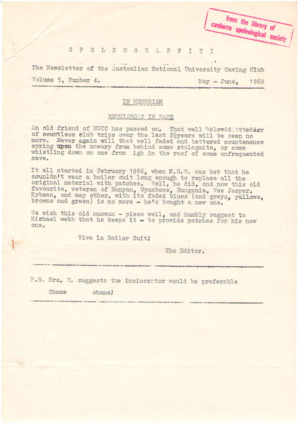 from the library of
canberra speleological society
S P E L E O G R A F F I T I
The Newsletter of the Australian National University Caving Club
Volume 5, Number 4. May - June, 1968
IN MEMORIAM
REQUIESCAT IN PACE
An old friend of NUCC has passed on. That well beloved attender
of countless club trips over the last 2½years will be seen no
more. Never again will that well faded and battered countenance
spring upon the unwary from behind some stalagmite, or come
whistling down on one from high in the roof of some unfrequented
cave.
It all started in February 1966, when M.G.W. was bet that he
couldn't wear a boiler suit long enough to replace all the
original material with patches. Well, he did, and now this old
favourite, veteran of Bunyan, Wyanbene, Bungonia, Wee Jasper,
Kybean, and many other, with its faded blues (and greys, yellows,
browns and green) is no more - he's bought a new one.
We wish this old unown - piece well, and humbly suggest to
Michael Webb that he keeps it - to provide patches for his new
one.
Viva la Boiler Suit!
The Editor.
P.S. Mrs. W. suggests the insinerator would be preferable
Shame shame!